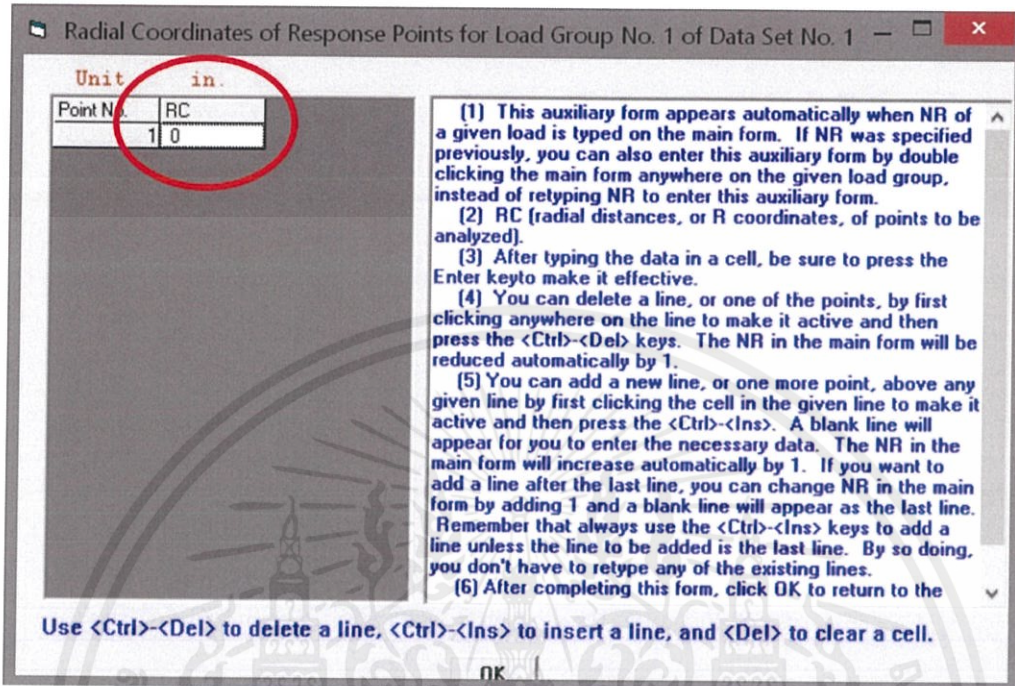 Radial Coordinates of Response Points for Load Group No. 1 of Data Set No. 1
Unit in.
Point No. RC
1 0
(1) This auxiliary form appears automatically when NR of
a given load is typed on the main form. If NR was specified
previously, you can also enter this auxiliary form by double
clicking the main form anywhere on the given load group,
instead of retyping NR to enter this auxiliary form.
(2) RC (radial distances, or R coordinates, of points to be
analyzed).
(3) After typing the data in a cell, be sure to press the
Enter keyto make it effective.
(4) You can delete a line, or one of the points, by first
clicking anywhere on the line to make it active and then
press the <Ctrl>-<Del> keys. The NR in the main form will be
reduced automatically by 1.
(5) You can add a new line, or one more point, above any
given line by first clicking the cell in the given line to make it
active and then press the <Ctrl>-<Ins>. A blank line will
appear for you to enter the necessary data. The NR in the
main form will increase automatically by 1. If you want to
add a line after the last line, you can change NR in the main
form by adding 1 and a blank line will appear as the last line.
Remember that always use the <Ctrl>-<Ins> keys to add a
line unless the line to be added is the last line. By so doing,
you don't have to retype any of the existing lines.
(6) After completing this form, click OK to return to the
Use <Ctrl>-<Del> to delete a line, <Ctrl>-<Ins> to insert a line, and <Del> to clear a cell.
OK